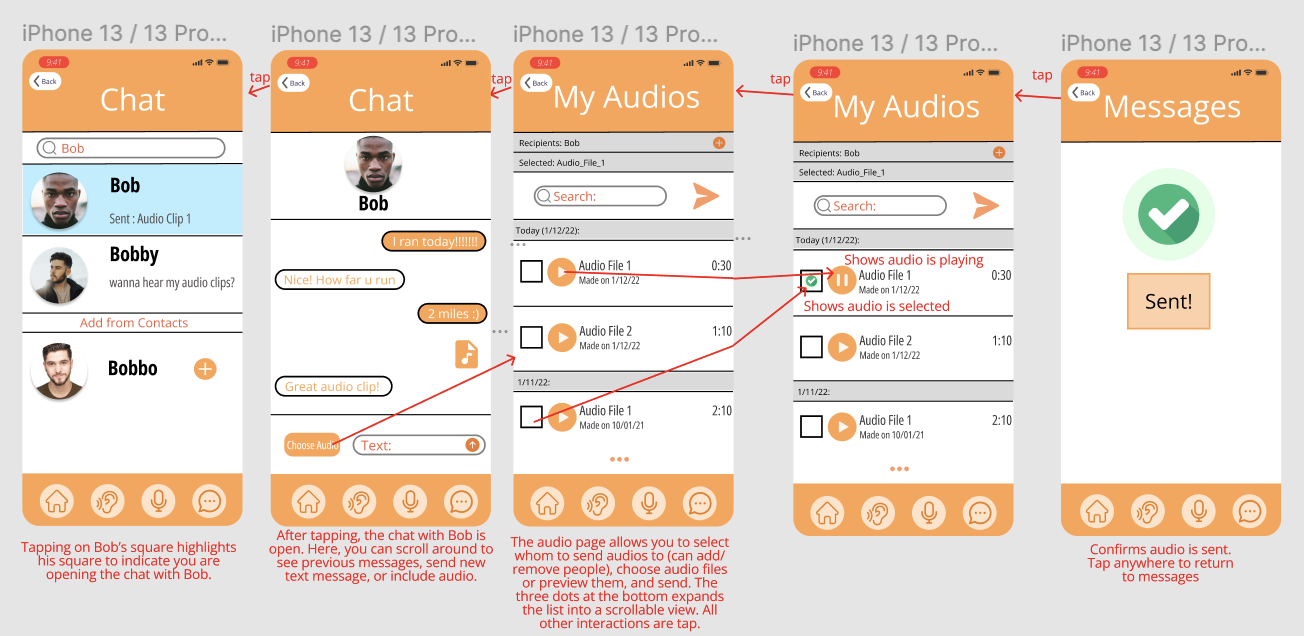 iPhone 13 / 13 Pro...
9:41
Back
Chat
Bob
Bob
Sent : Audio Clip 1
Bobby
wanna hear my audio clips?
Add from Contacts
Bobbo
Tapping on Bob's square highlights
his square to indicate you are
opening the chat with Bob.
tap
iPhone 13 / 13 Pro...
9:41
Back
Chat
Bob
I ran today!!!!!!!
Nice! How far u run
2 miles :)
Great audio clip!
Choose Audio
Text:
After tapping, the chat with Bob is
open. Here, you can scroll around to
see previous messages, send new
text message, or include audio.
tap
iPhone 13 / 13 Pro...
9:41
Back
My Audios
Recipients: Bob
Selected: Audio_File_1
Search:
Today (1/12/22):
Audio File 1
0:30
Made on 1/12/22
Audio File 2
1:10
Made on 1/12/22
1/11/22:
Audio File 1
2:10
Made on 10/01/21
The audio page allows you to select
whom to send audios to (can add/
remove people), choose audio files
or preview them, and send. The
three dots at the bottom expands
the list into a scrollable view. All
other interactions are tap.
tap
iPhone 13 / 13 Pro...
9:41
Back
My Audios
Recipients: Bob
Selected: Audio_File_1
Search:
Today (1/12/22):
Shows audio is playing
Audio File 1
0:30
Made on 1/12/22
Shows audio is selected
Audio File 2
1:10
Made on 1/12/22
1/11/22:
Audio File 1
2:10
Made on 10/01/21
tap
iPhone 13 / 13 Pro...
9:41
Back
Messages
Sent!
Confirms audio is sent.
Tap anywhere to return
to messages